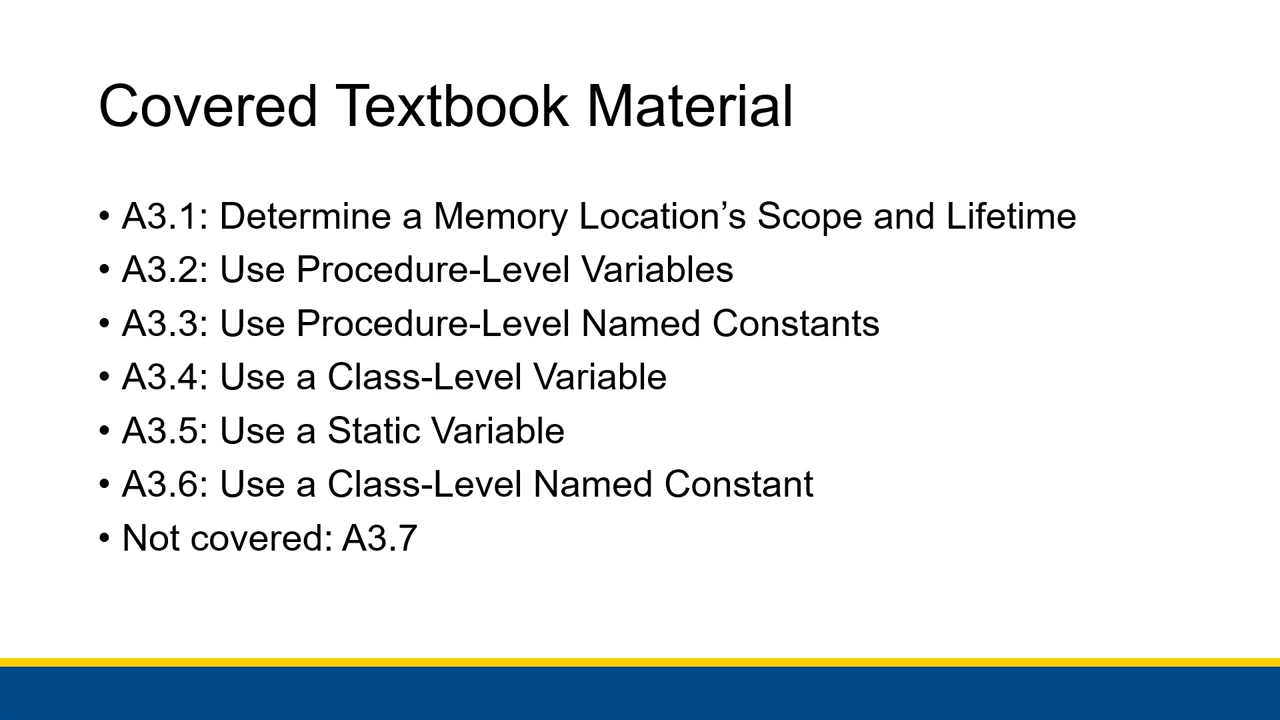 Covered Textbook Material
• A3.1: Determine a Memory Location’s Scope and Lifetime
• A3.2: Use Procedure-Level Variables
• A3.3: Use Procedure-Level Named Constants
• A3.4: Use a Class-Level Variable
• A3.5: Use a Static Variable
• A3.6: Use a Class-Level Named Constant
• Not covered: A3.7